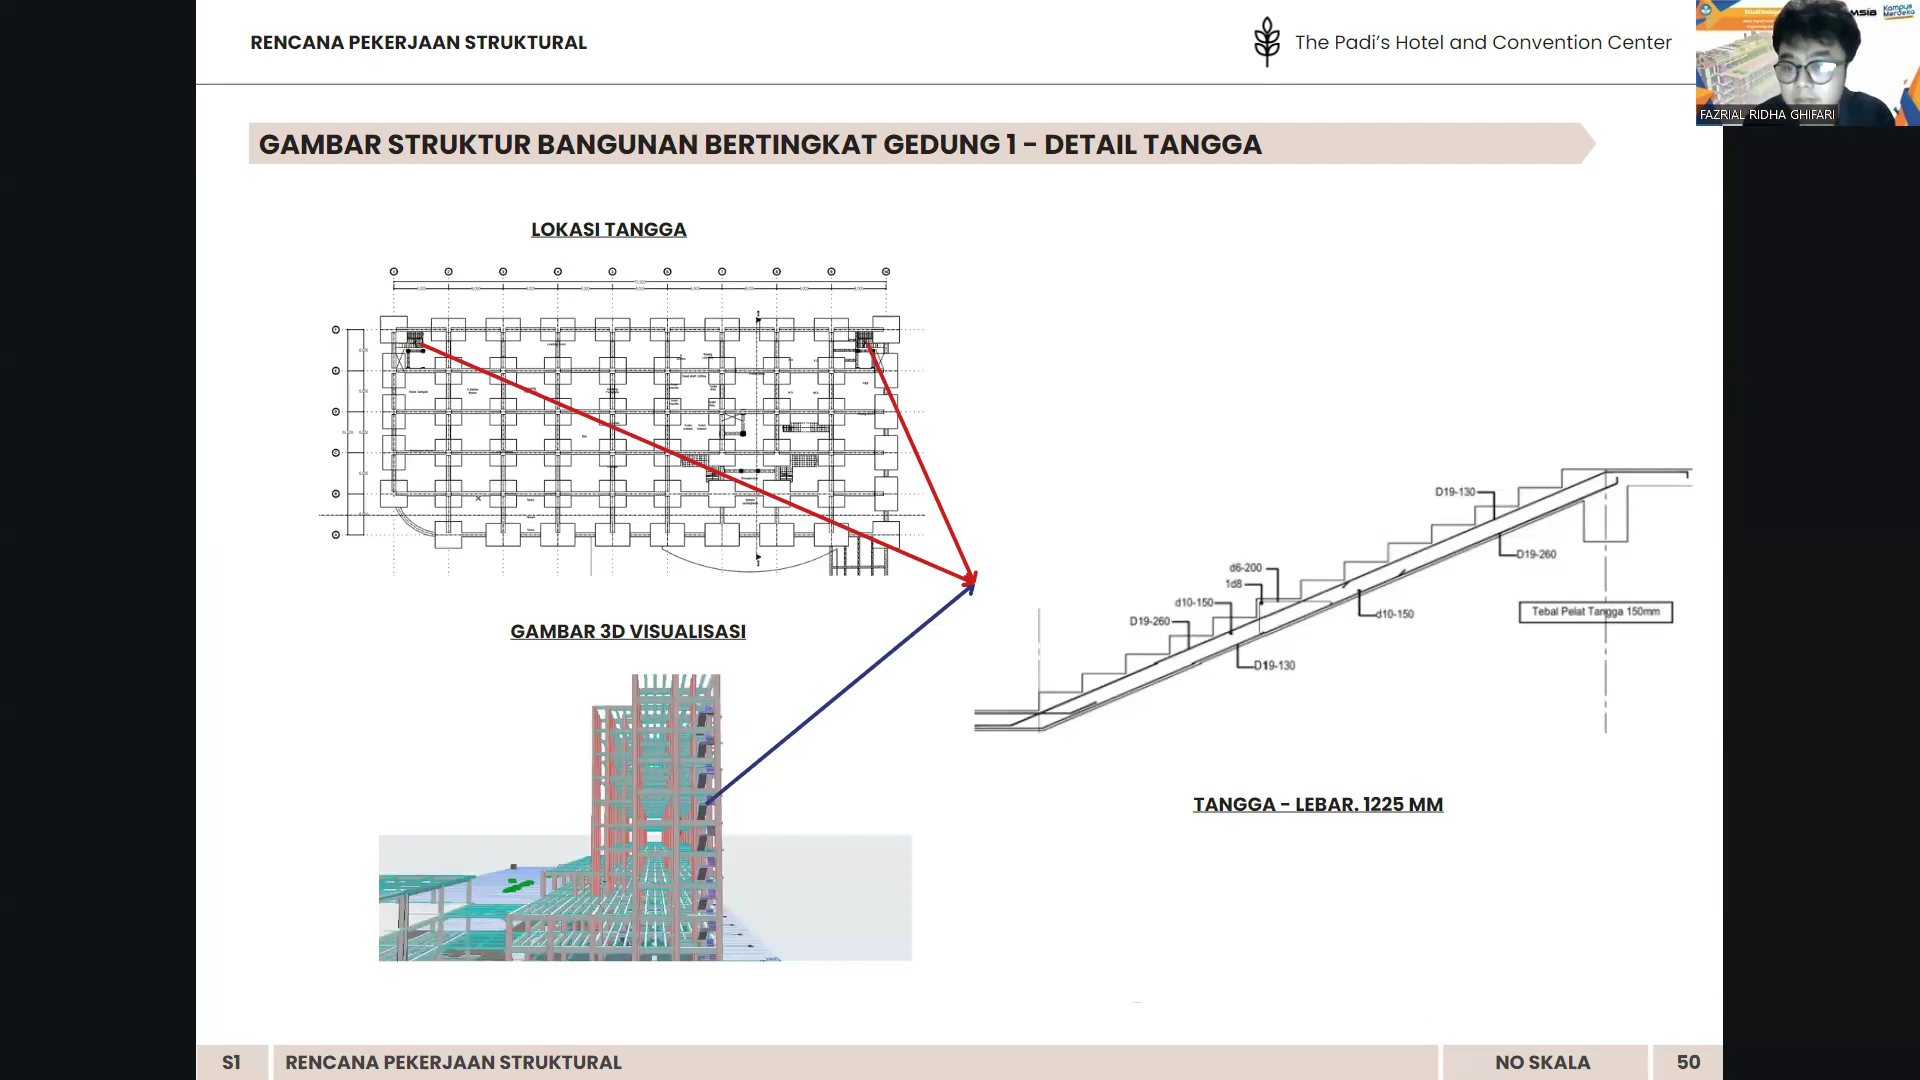 RENCANA PEKERJAAN STRUKTURAL
The Padi's Hotel and Convention Center
Kampus
Merdeka
FAZRIAL RIDHA GHIFARI
GAMBAR STRUKTUR BANGUNAN BERTINGKAT GEDUNG 1 - DETAIL TANGGA
LOKASI TANGGA
GAMBAR 3D VISUALISASI
D19-130
D19-260
d6-200
1d8
d10-150
D19-260
d10-150
D19-130
Tebal Pelat Tangga 150mm
TANGGA - LEBAR. 1225 MM
S1
RENCANA PEKERJAAN STRUKTURAL
NO SKALA
50